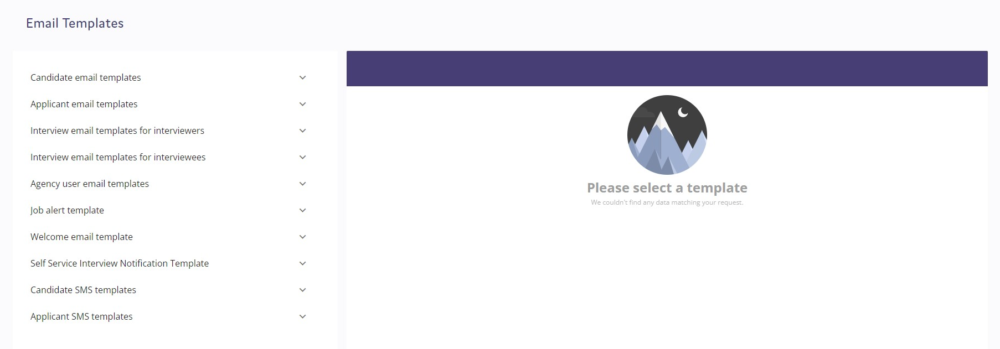 Email Templates
Candidate email templates
Applicant email templates
Interview email templates for interviewers
Interview email templates for interviewees
Agency user email templates
Job alert template
Welcome email template
Self Service Interview Notification Template
Candidate SMS templates
Applicant SMS templates
Please select a template
We couldn't find any data matching your request.